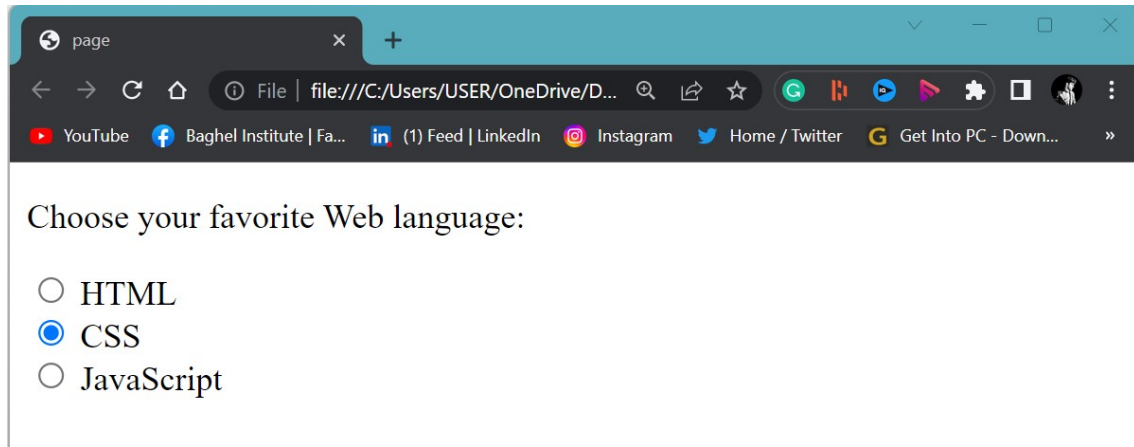 page
File | file:///C:/Users/USER/OneDrive/D...
YouTube Baghel Institute | Fa... (1) Feed | LinkedIn Instagram Home / Twitter Get Into PC - Down... »
Choose your favorite Web language:
HTML
CSS
JavaScript